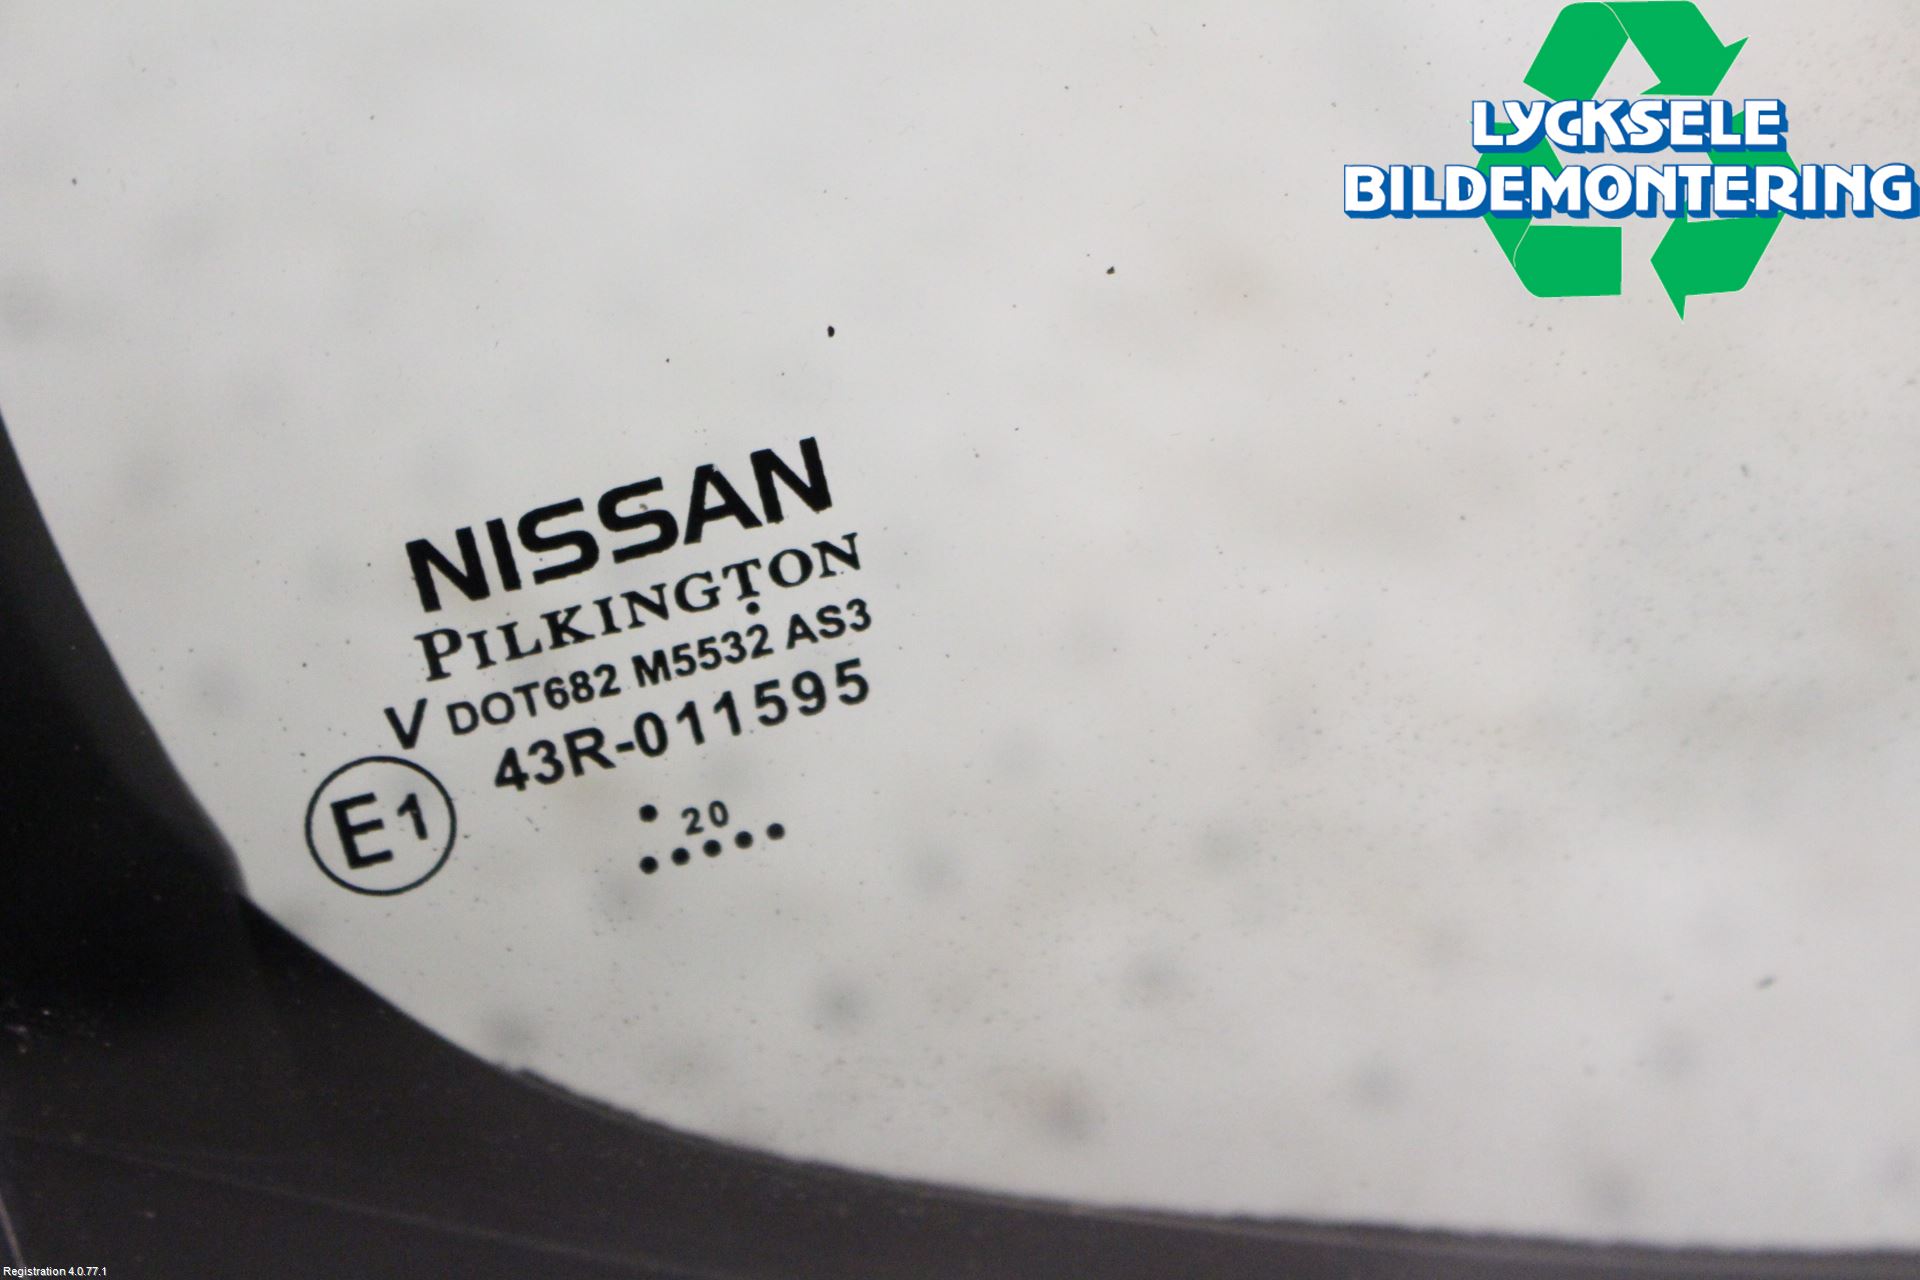 LYCKSELE
BILDEMONTERING
NISSAN
PILKINGTON
V DOT682 M5532 AS3
43R-011595
E1
20
Registration 4.0.77.1